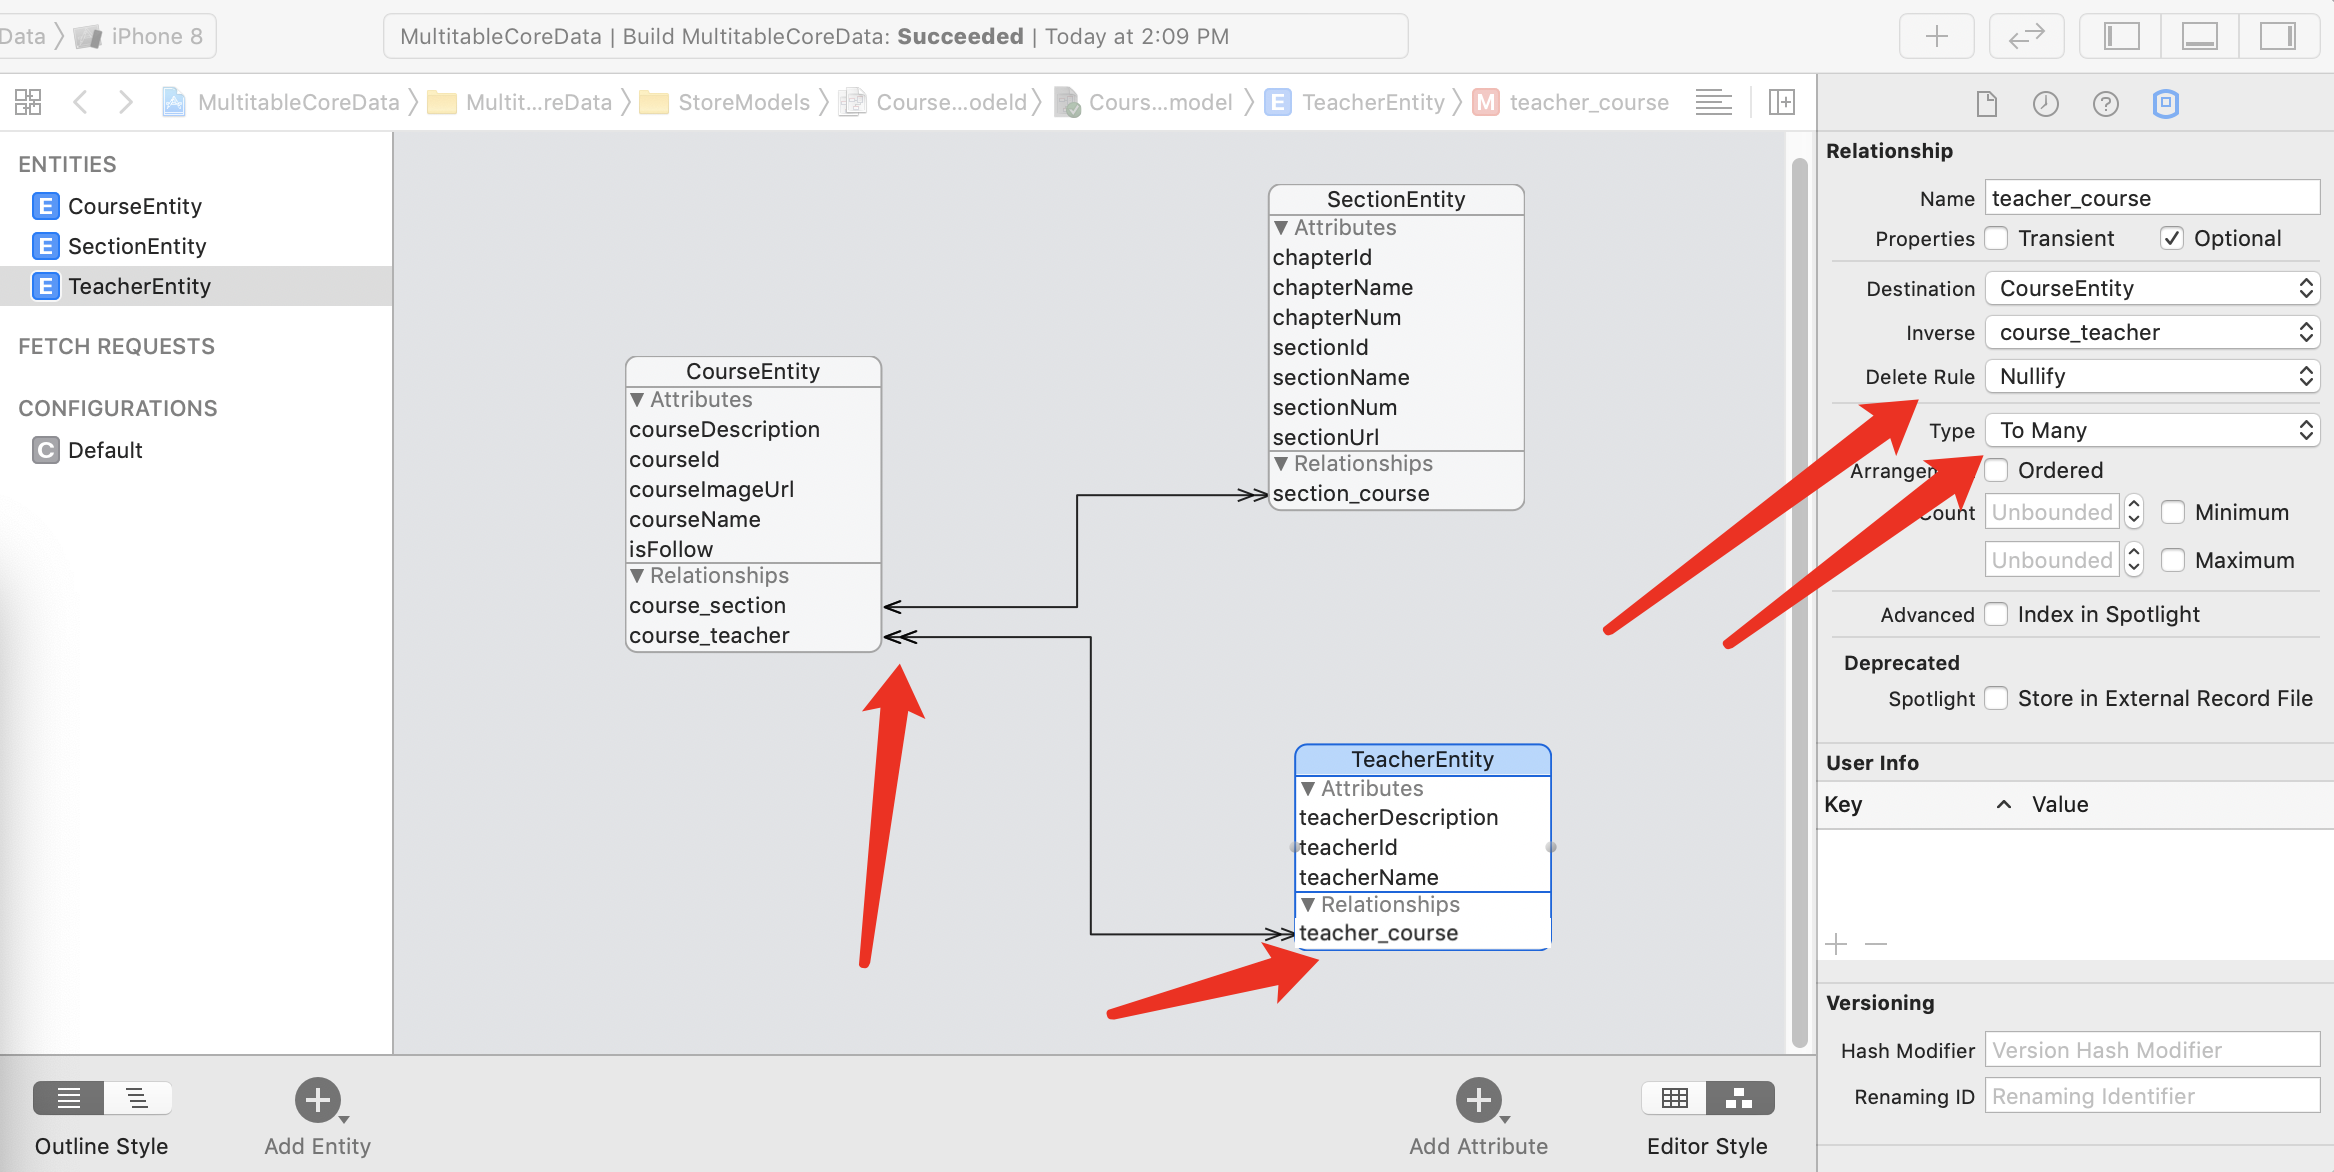 Data iPhone 8
MultitableCoreData | Build MultitableCoreData: Succeeded | Today at 2:09 PM
MultitableCoreData Multit...reData StoreModels Course...odeld Cours...model E TeacherEntity M teacher_course
ENTITIES
E CourseEntity
E SectionEntity
E TeacherEntity
FETCH REQUESTS
CONFIGURATIONS
C Default
CourseEntity
Attributes
courseDescription
courseId
courseImageUrl
courseName
isFollow
Relationships
course_section
course_teacher
SectionEntity
Attributes
chapterId
chapterName
chapterNum
sectionId
sectionName
sectionNum
sectionUrl
Relationships
section_course
TeacherEntity
Attributes
teacherDescription
teacherId
teacherName
Relationships
teacher_course
Relationship
Name teacher_course
Properties Transient Optional
Destination CourseEntity
Inverse course_teacher
Delete Rule Nullify
Type To Many
Ordered
Count Unbounded Minimum
Unbounded Maximum
Advanced Index in Spotlight
Deprecated
Spotlight Store in External Record File
User Info
Key Value
Versioning
Hash Modifier Version Hash Modifier
Renaming ID Renaming Identifier
Outline Style
Add Entity
Add Attribute
Editor Style